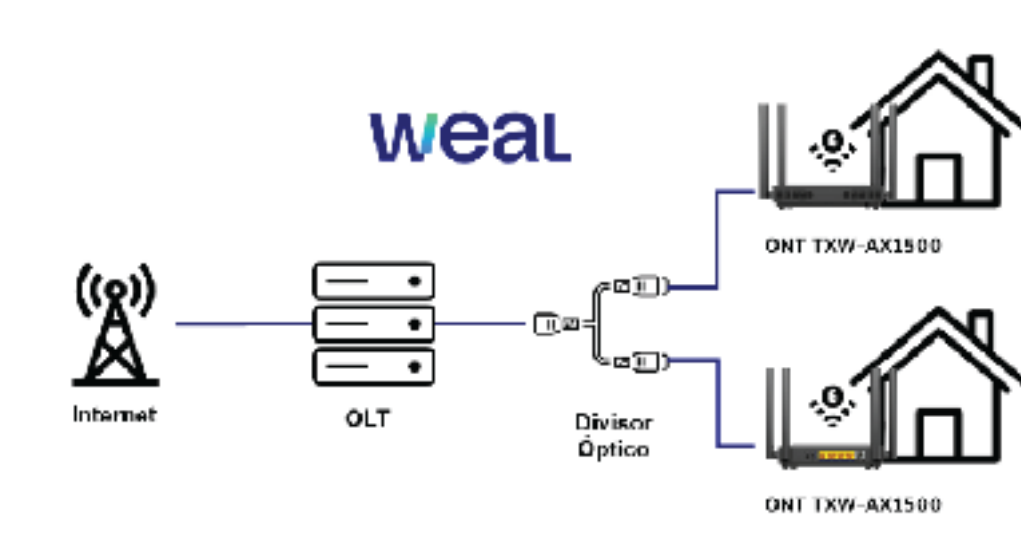 weaL
ONT TXW-AX1500
Internet
OLT
Divisor
Óptico
ONT TXW-AX1500